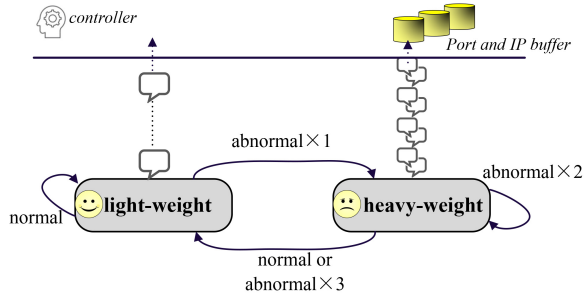 controller
Port and IP buffer
abnormal×1
abnormal×2
light-weight
heavy-weight
normal
normal or
abnormal×3